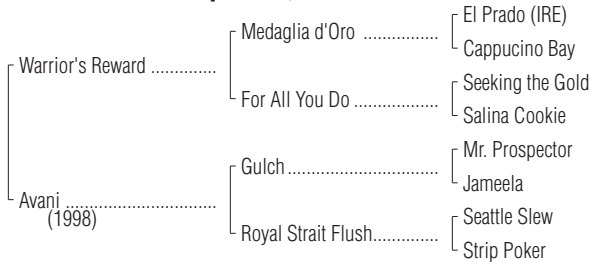 El Prado (IRE)
Medaglia d'Oro ................
Cappucino Bay
Warrior's Reward ..............
Seeking the Gold
For All You Do ..................
Salina Cookie
Mr. Prospector
Gulch................................
Jameela
Avani ................................
(1998)
Seattle Slew
Royal Strait Flush..............
Strip Poker